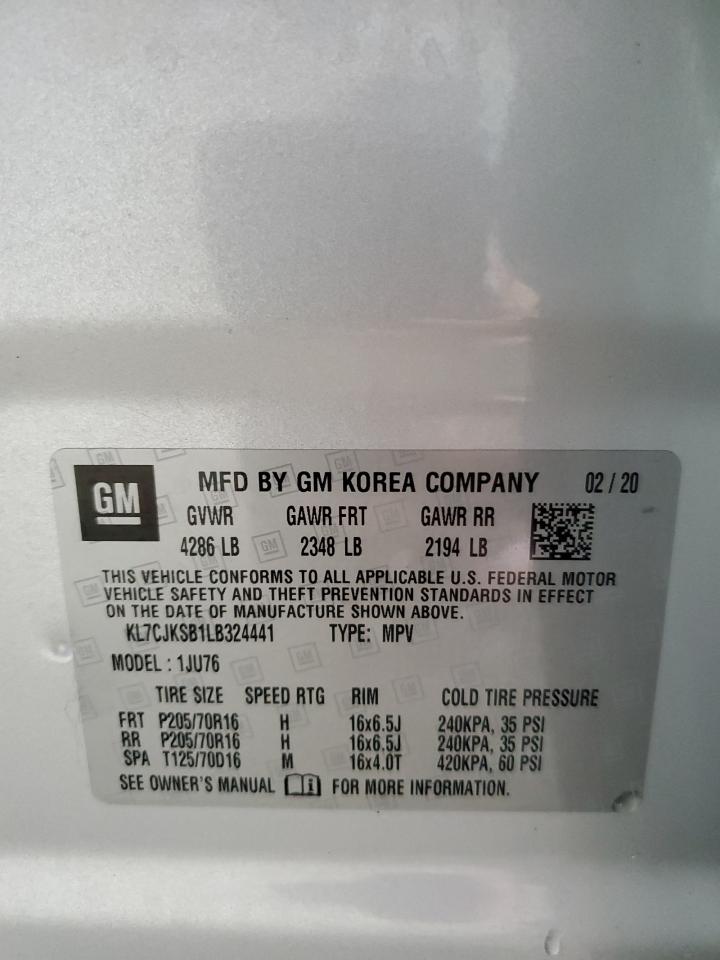 GM
MFD BY GM KOREA COMPANY 02 / 20
GVWR GAWR FRT GAWR RR
4286 LB 2348 LB 2194 LB
THIS VEHICLE CONFORMS TO ALL APPLICABLE U.S. FEDERAL MOTOR
VEHICLE SAFETY AND THEFT PREVENTION STANDARDS IN EFFECT
ON THE DATE OF MANUFACTURE SHOWN ABOVE.
KL7CJKSB1LB324441 TYPE: MPV
MODEL : 1JU76
TIRE SIZE SPEED RTG RIM COLD TIRE PRESSURE
FRT P205/70R16 H 16x6.5J 240KPA, 35 PSI
RR P205/70R16 H 16x6.5J 240KPA, 35 PSI
SPA T125/70D16 M 16x4.0T 420KPA, 60 PSI
SEE OWNER'S MANUAL i FOR MORE INFORMATION.